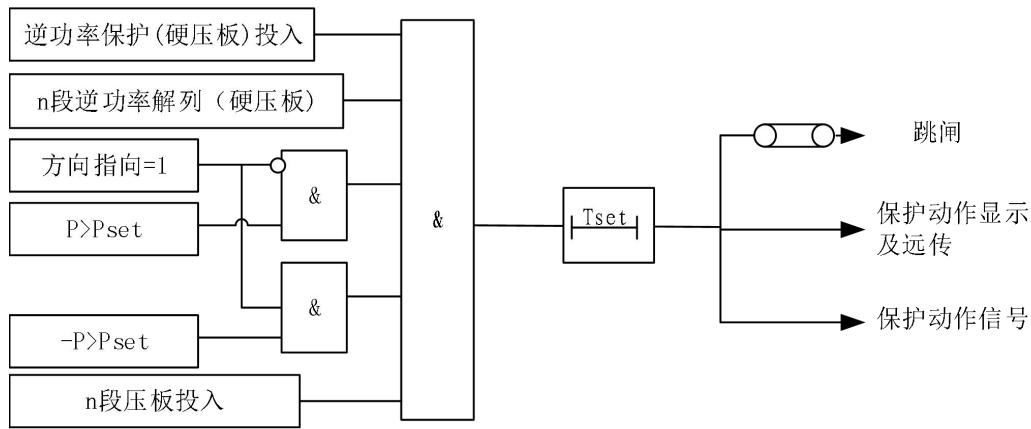 逆功率保护(硬压板)投入
n段逆功率解列（硬压板)
方向指向=1
&
跳闸
P>Pset
&
Tset
保护动作显示
及远传
&
-P>Pset
保护动作信号
n段压板投入